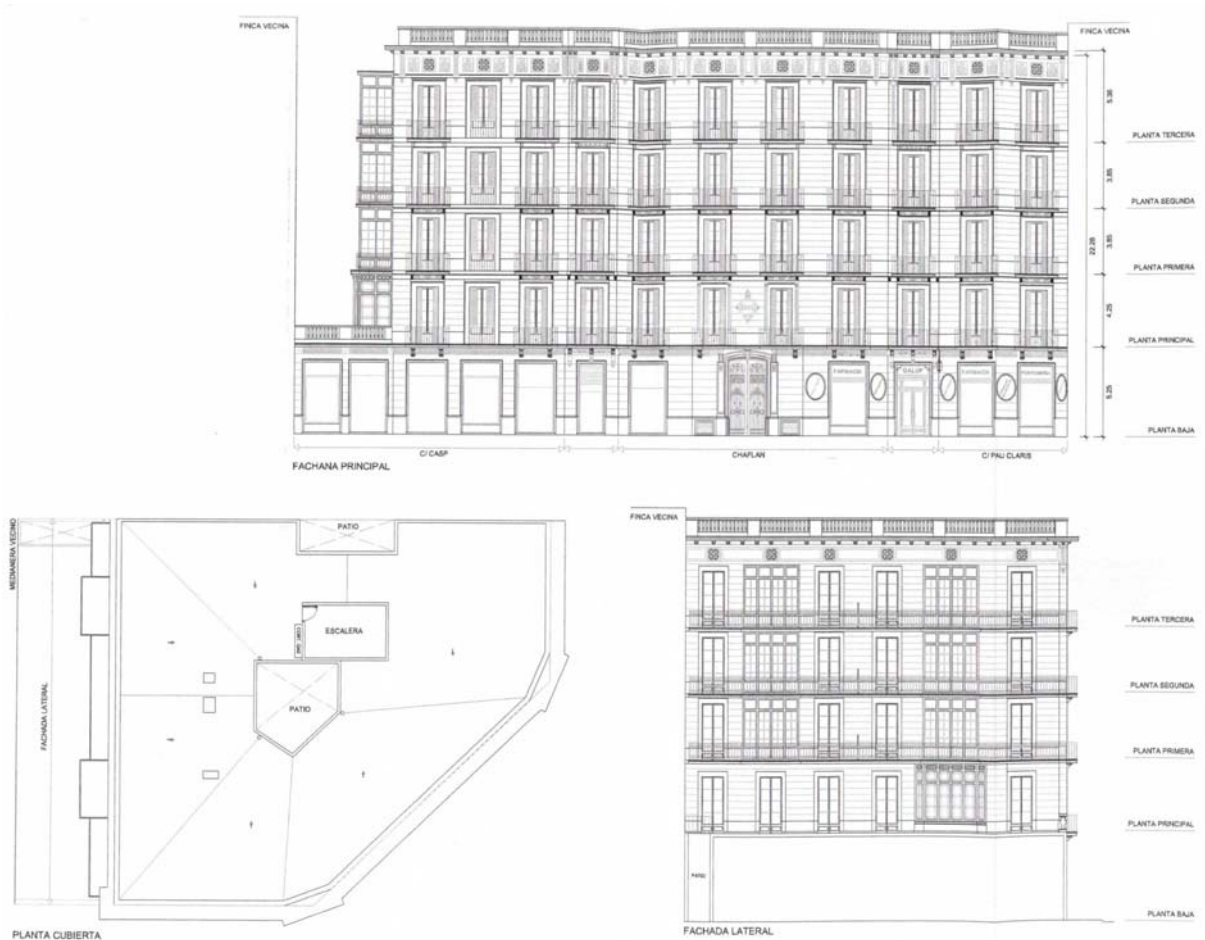 FINCA VECINA
FINCA VECINA
5.36
PLANTA TERCERA
3.85
PLANTA SEGUNDA
3.85
22.28
PLANTA PRIMERA
4.25
PLANTA PRINCIPAL
FARMACIA
GALUP
FARMACIA
PERFUMERIA
5.25
PLANTA BAJA
C/ CASP
CHAFLAN
C/ PAU CLARIS
FACHANA PRINCIPAL
MEDIANERA VECINO
FACHADA LATERAL
PATIO
ESCALERA
PATIO
PLANTA CUBIERTA
FINCA VECINA
PLANTA TERCERA
PLANTA SEGUNDA
PLANTA PRIMERA
PLANTA PRINCIPAL
PATIO
PLANTA BAJA
FACHADA LATERAL